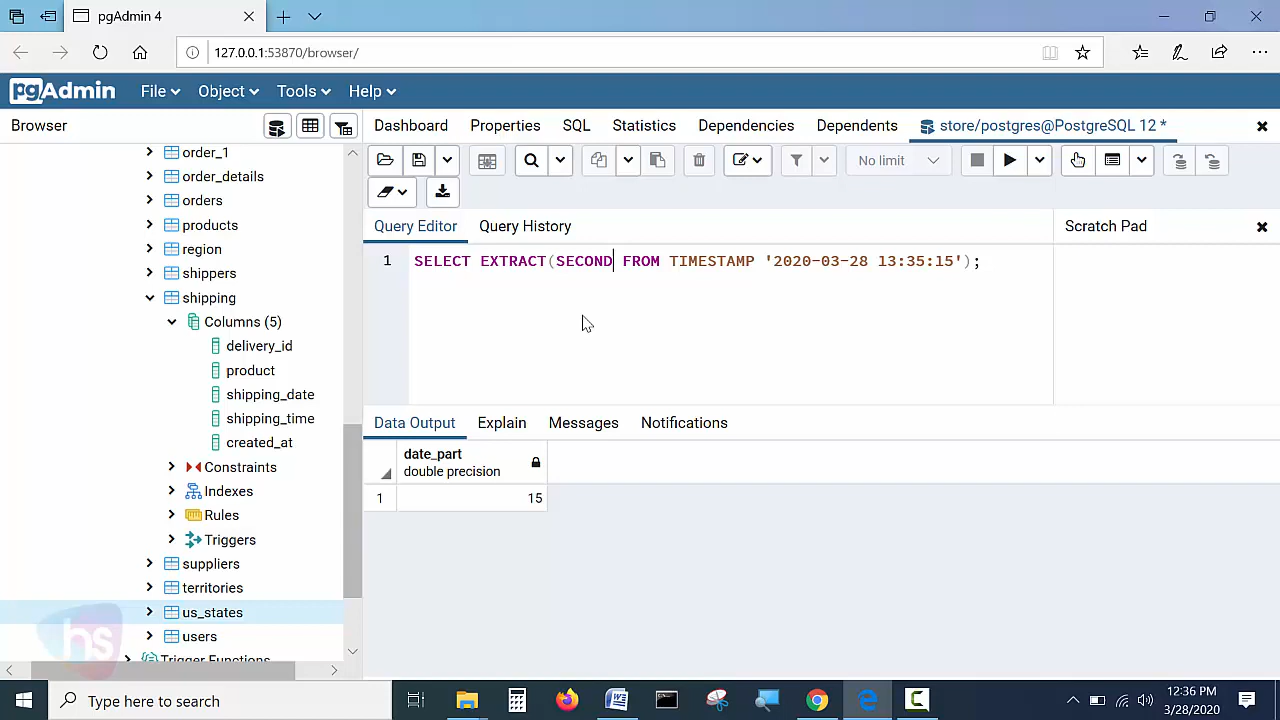 pgAdmin 4
127.0.0.1:53870/browser/
pgAdmin
File
Object
Tools
Help
Browser
Dashboard
Properties
SQL
Statistics
Dependencies
Dependents
store/postgres@PostgreSQL 12 *
No limit
order_1
order_details
orders
products
region
shippers
shipping
Columns (5)
delivery_id
product
shipping_date
shipping_time
created_at
Constraints
Indexes
Rules
Triggers
suppliers
territories
us_states
users
Trigger Functions
hs
Query Editor
Query History
Scratch Pad
1 SELECT EXTRACT(SECOND FROM TIMESTAMP '2020-03-28 13:35:15');
Data Output
Explain
Messages
Notifications
date_part
double precision
1 15
Type here to search
12:36 PM
3/28/2020